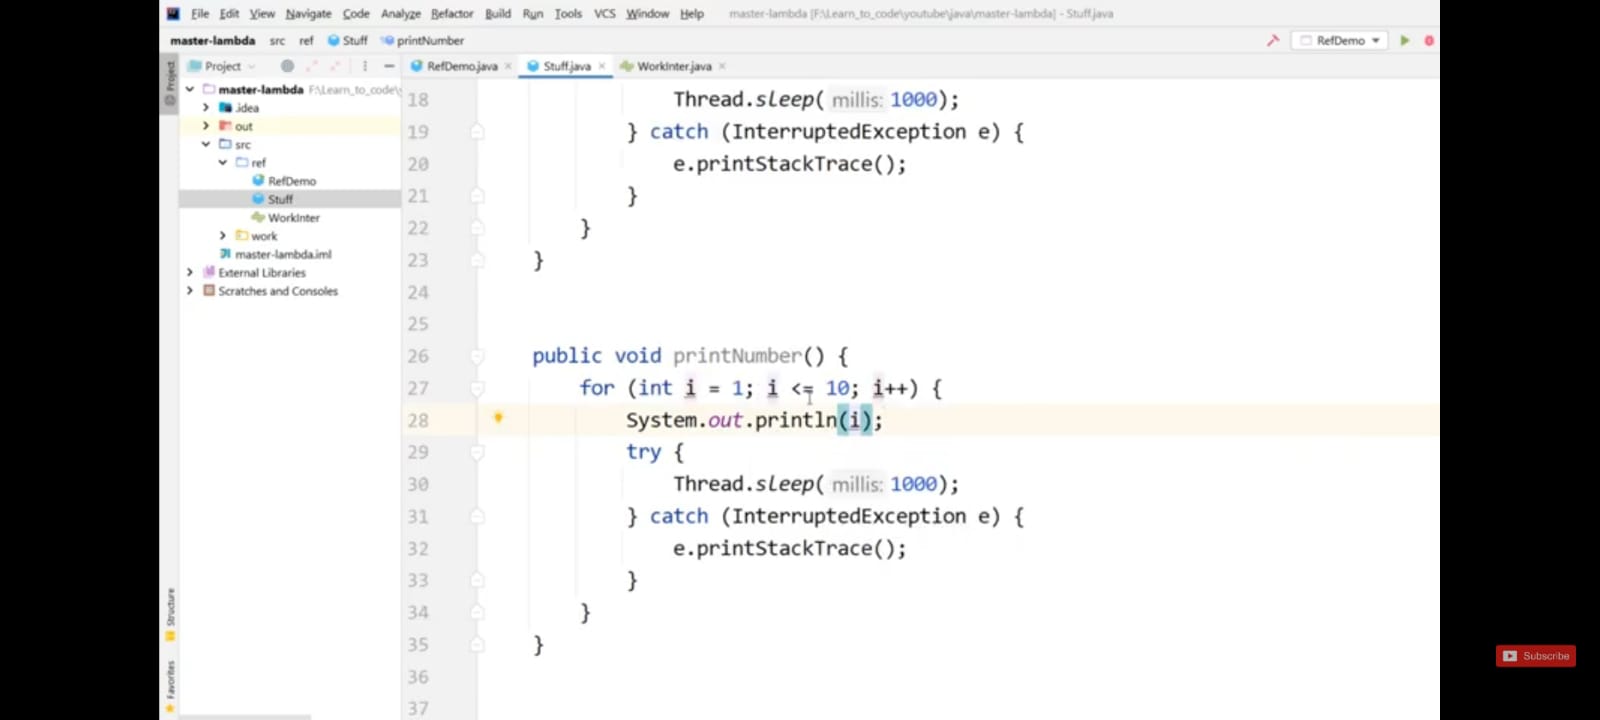 File Edit View Navigate Code Analyze Refactor Build Run Tools VCS Window Help master-lambda [F:\Learn_to_code\youtube\java\master-lambda] - Stuff.java
master-lambda src ref Stuff printNumber RefDemo
Project
Project RefDemo.java Stuff.java WorkInter.java
master-lambda F:\Learn_to_code\
.idea
out
src
ref
RefDemo
Stuff
WorkInter
work
master-lambda.iml
External Libraries
Scratches and Consoles
Structure
Favorites
18 Thread.sleep( millis: 1000);
19 } catch (InterruptedException e) {
20 e.printStackTrace();
21 }
22 }
23 }
24
25
26 public void printNumber() {
27 for (int i = 1; i <= 10; i++) {
28 System.out.println(i);
29 try {
30 Thread.sleep( millis: 1000);
31 } catch (InterruptedException e) {
32 e.printStackTrace();
33 }
34 }
35 }
36
37
Subscribe